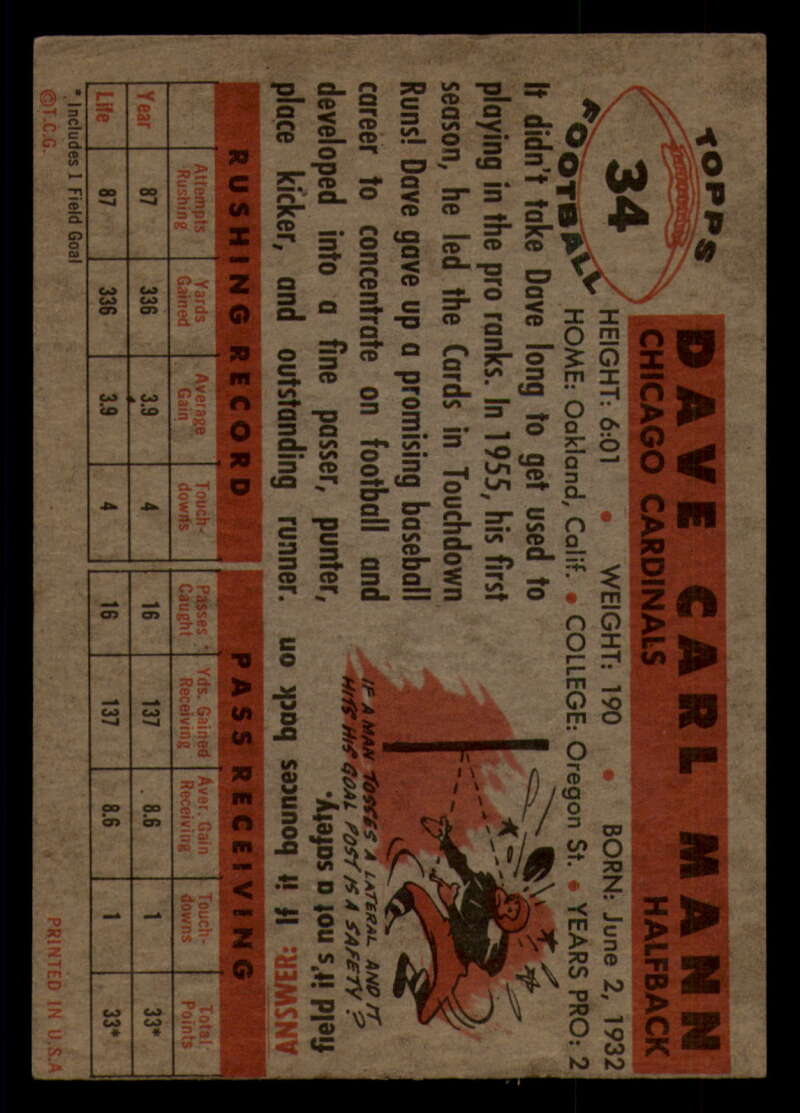 TOPPS
34
FOOTBALL
DAVE CARL MANN
CHICAGO CARDINALS HALFBACK
HEIGHT: 6:01 • WEIGHT: 190 • BORN: June 2, 1932
HOME: Oakland, Calif. • COLLEGE: Oregon St. • YEARS PRO: 2
It didn't take Dave long to get used to
playing in the pro ranks. In 1955, his first
season, he led the Cards in Touchdown
Runs! Dave gave up a promising baseball
career to concentrate on football and
developed into a fine passer, punter,
place kicker, and outstanding runner.
IF A MAN TOSSES A LATERAL AND IT
HITS HIS GOAL POST IS A SAFETY?
ANSWER: If it bounces back on
field it's not a safety.
RUSHING RECORD
Attempts Rushing Yards Gained Average Gain Touch-downs
Year 87 336 3.9 4
Life 87 336 3.9 4
PASS RECEIVING
Passes Caught Yds. Gained Receiving Aver. Gain Receiving Touch-downs Total Points
16 137 8.6 1 33*
16 137 8.6 1 33*
* Includes 1 Field Goal
©T.C.G.
PRINTED IN U.S.A